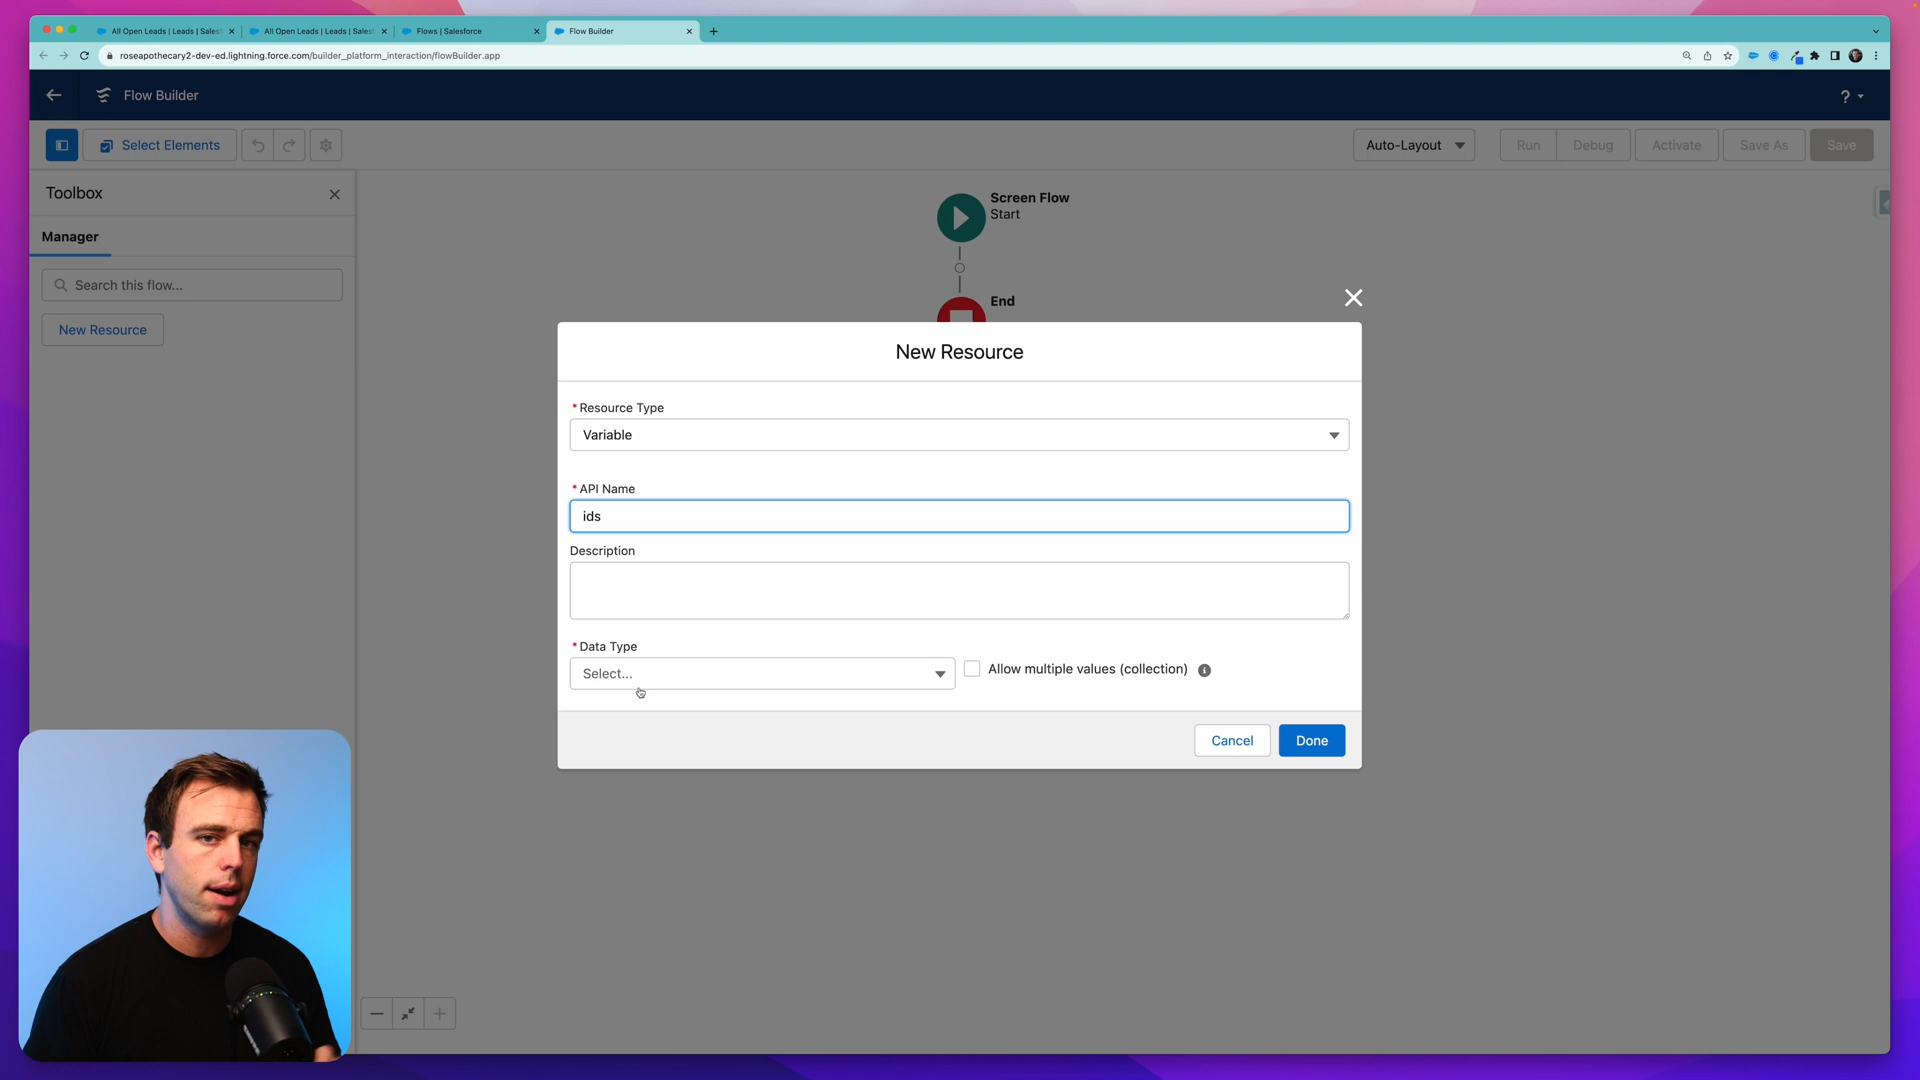 All Open Leads | Leads | Salesf
All Open Leads | Leads | Salesf
Flows | Salesforce
Flow Builder
roseapothecary2-dev-ed.lightning.force.com/builder_platform_interaction/flowBuilder.app
Flow Builder
?
Select Elements
Auto-Layout
Run
Debug
Activate
Save As
Save
Toolbox
Manager
Search this flow...
New Resource
Screen Flow
Start
End
New Resource
* Resource Type
Variable
* API Name
ids
Description
* Data Type
Select...
Allow multiple values (collection)
Cancel
Done